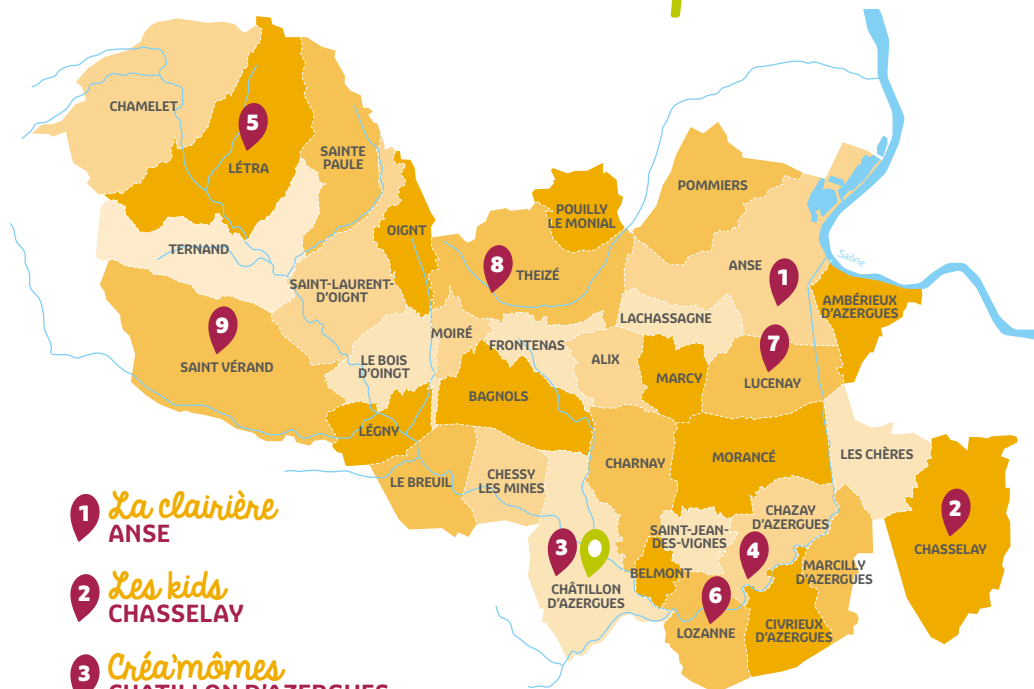 CHAMELET
5
LÉTRA
SAINTE
PAULE
TERNAND
OIGNT
SAINT-LAURENT-
D'OIGNT
9
SAINT VÉRAND
POUILLY
LE MONIAL
8
THEIZÉ
POMMIERS
ANSE
1
Saône
AMBÉRIEUX
D'AZERGUES
LACHASSAGNE
MOIRÉ
FRONTENAS
LE BOIS
D'OINGT
ALIX
MARCY
7
LUCENAY
BAGNOLS
LÉGNY
LE BREUIL
CHESSY
LES MINES
CHARNAY
MORANCÉ
LES CHÈRES
2
CHASSELAY
CHAZAY
D'AZERGUES
SAINT-JEAN-
DES-VIGNES
3
CHÂTILLON
D'AZERGUES
BELMONT
4
MARCILLY
D'AZERGUES
6
LOZANNE
CIVRIEUX
D'AZERGUES
1 La clairière
ANSE
2 Les kids
CHASSELAY
3 Créa'mômes
CHATILLON D'AZERGUES